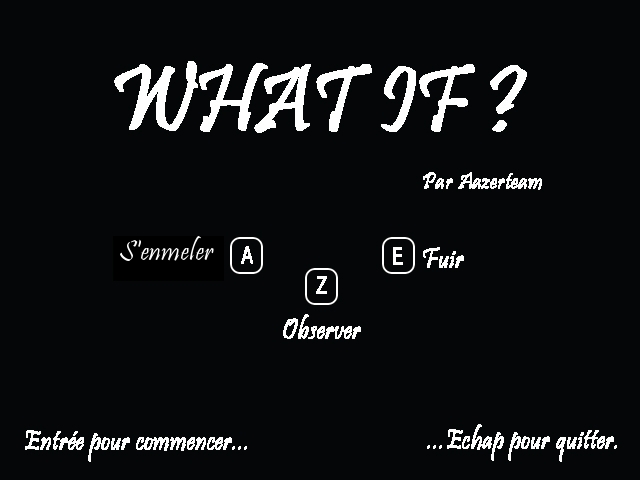 WHAT IF ?
Par Aazerteam
S'enmeler A
E Fuir
Z
Observer
Entrée pour commencer...
...Echap pour quitter.